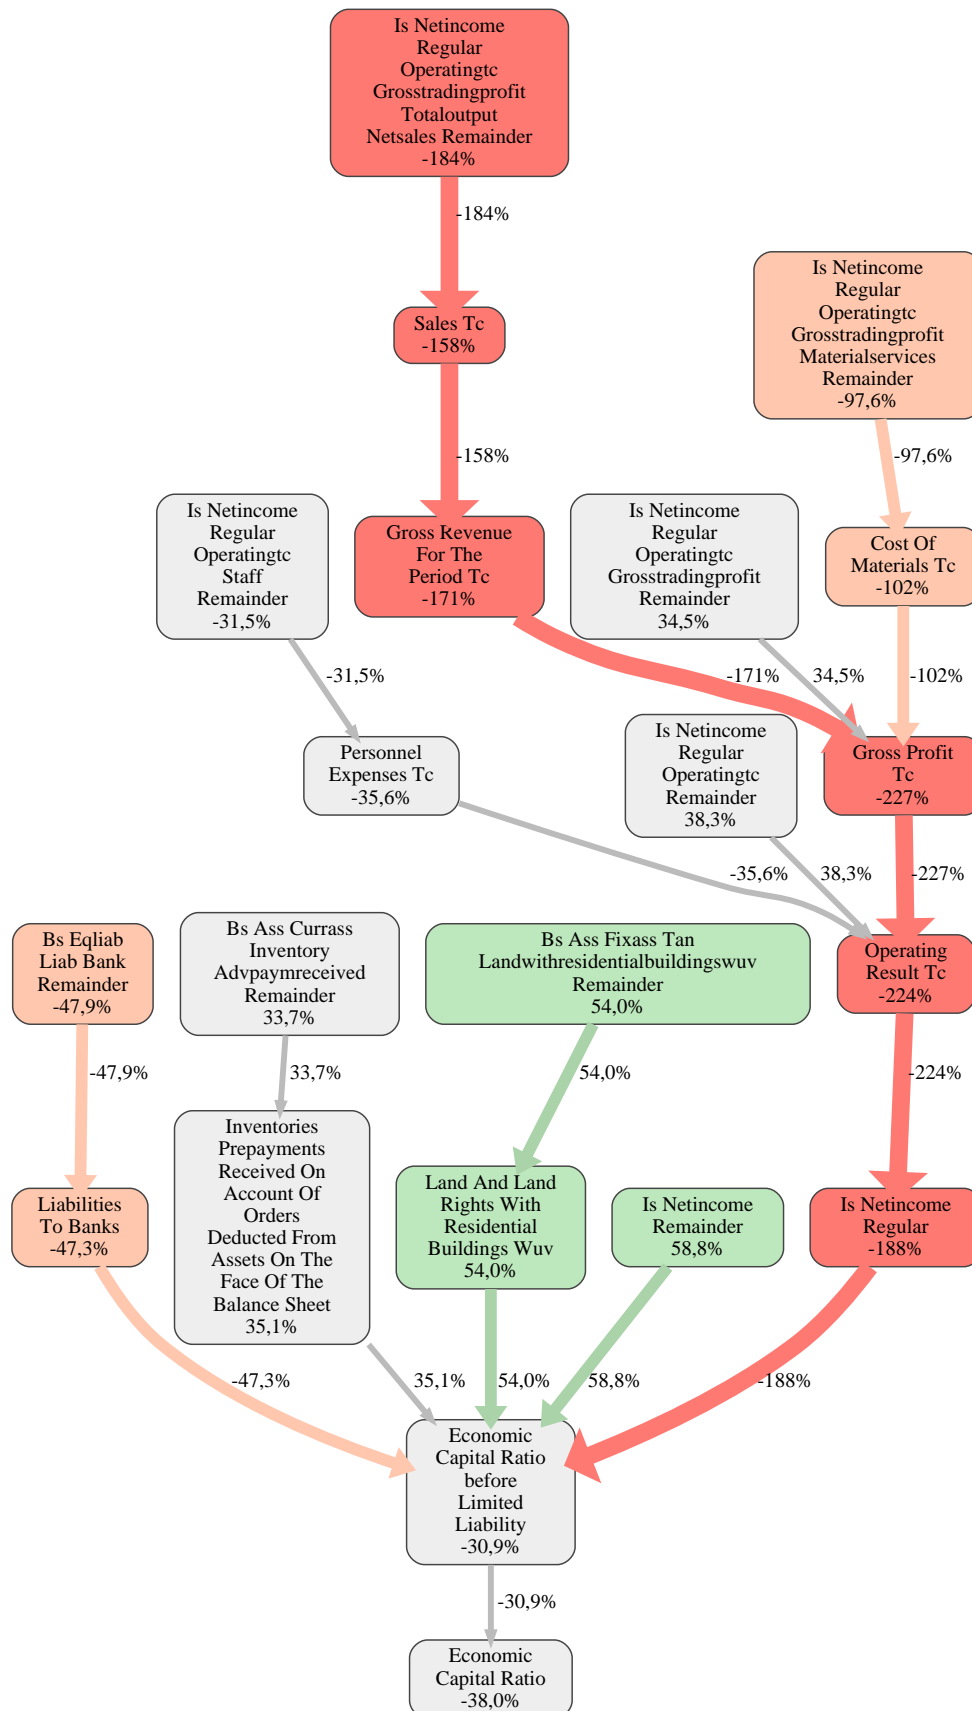 Is Netincome
Regular
Operatingtc
Grosstradingprofit
Totaloutput
Netsales Remainder
-184%
-184%
Sales Tc
-158%
Is Netincome
Regular
Operatingtc
Grosstradingprofit
Materialservices
Remainder
-97,6%
-158%
-97,6%
Is Netincome
Regular
Operatingtc
Staff
Remainder
-31,5%
Gross Revenue
For The
Period Tc
-171%
Is Netincome
Regular
Operatingtc
Grosstradingprofit
Remainder
34,5%
Cost Of
Materials Tc
-102%
-31,5%
-171%
34,5%
-102%
Personnel
Expenses Tc
-35,6%
Is Netincome
Regular
Operatingtc
Remainder
38,3%
Gross Profit
Tc
-227%
-35,6%
38,3%
-227%
Bs Eqliab
Liab Bank
Remainder
-47,9%
Bs Ass Currass
Inventory
Advpaymreceived
Remainder
33,7%
Bs Ass Fixass Tan
Landwithresidentialbuildingswuv
Remainder
54,0%
Operating
Result Tc
-224%
-47,9%
33,7%
54,0%
-224%
Liabilities
To Banks
-47,3%
Inventories
Prepayments
Received On
Account Of
Orders
Deducted From
Assets On The
Face Of The
Balance Sheet
35,1%
Land And Land
Rights With
Residential
Buildings Wuv
54,0%
Is Netincome
Remainder
58,8%
Is Netincome
Regular
-188%
-47,3%
35,1%
54,0%
58,8%
-188%
Economic
Capital Ratio
before
Limited
Liability
-30,9%
-30,9%
Economic
Capital Ratio
-38,0%